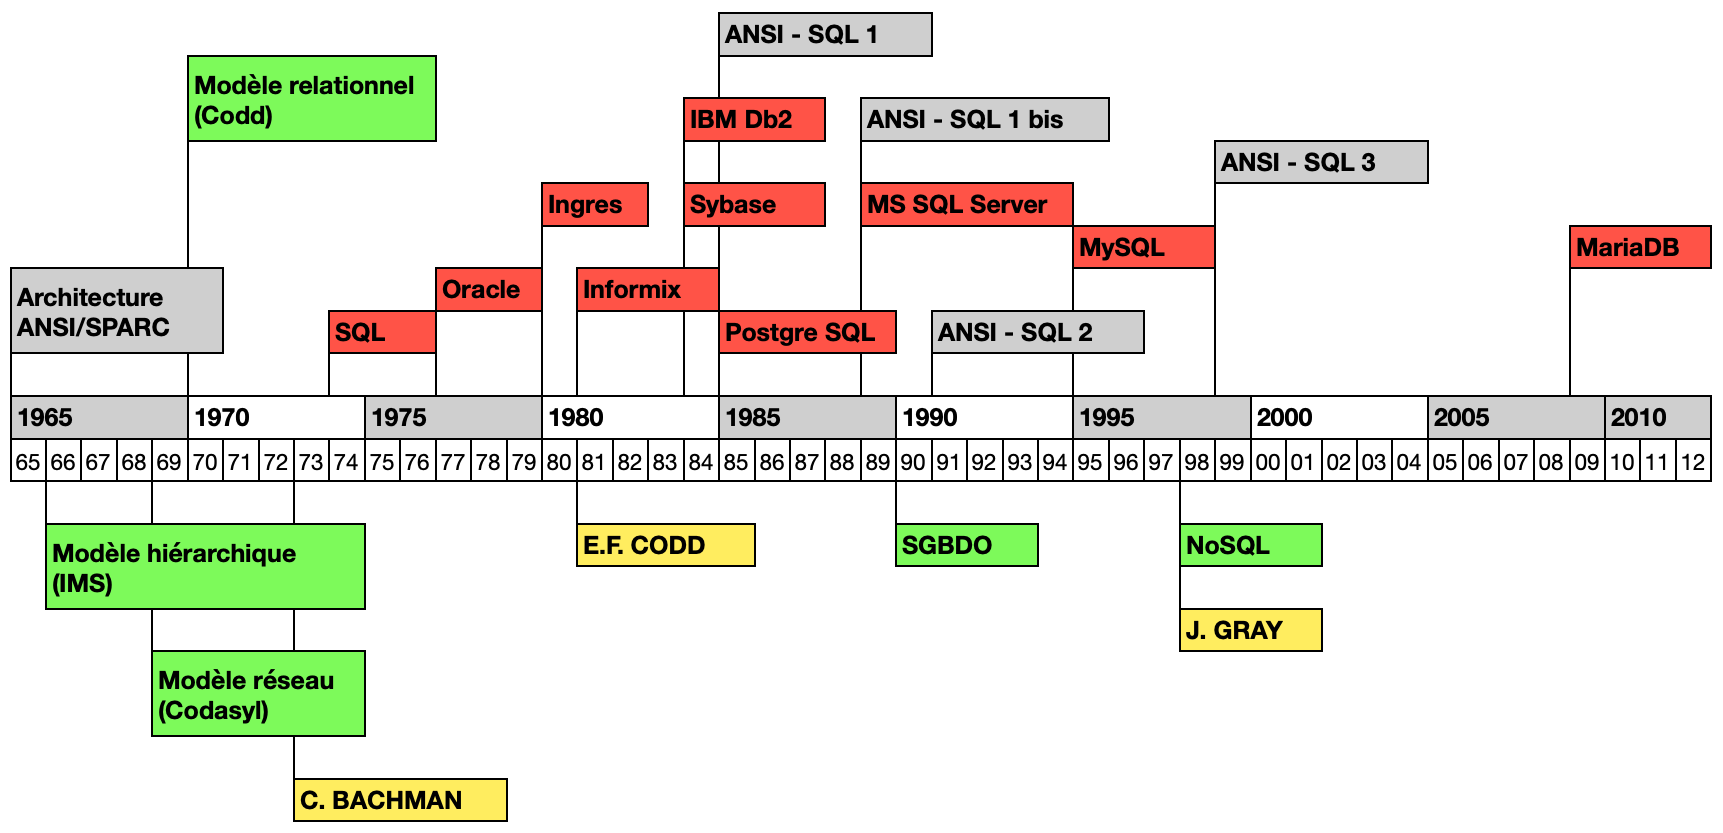 ANSI - SQL 1
Modèle relationnel
(Codd)
IBM Db2
ANSI - SQL 1 bis
ANSI - SQL 3
Ingres
Sybase
MS SQL Server
MySQL
MariaDB
Architecture
ANSI/SPARC
Oracle
Informix
SQL
Postgre SQL
ANSI - SQL 2
1965 1970 1975 1980 1985 1990 1995 2000 2005 2010
65 66 67 68 69 70 71 72 73 74 75 76 77 78 79 80 81 82 83 84 85 86 87 88 89 90 91 92 93 94 95 96 97 98 99 00 01 02 03 04 05 06 07 08 09 10 11 12
Modèle hiérarchique
(IMS)
E.F. CODD
SGBDO
NoSQL
J. GRAY
Modèle réseau
(Codasyl)
C. BACHMAN